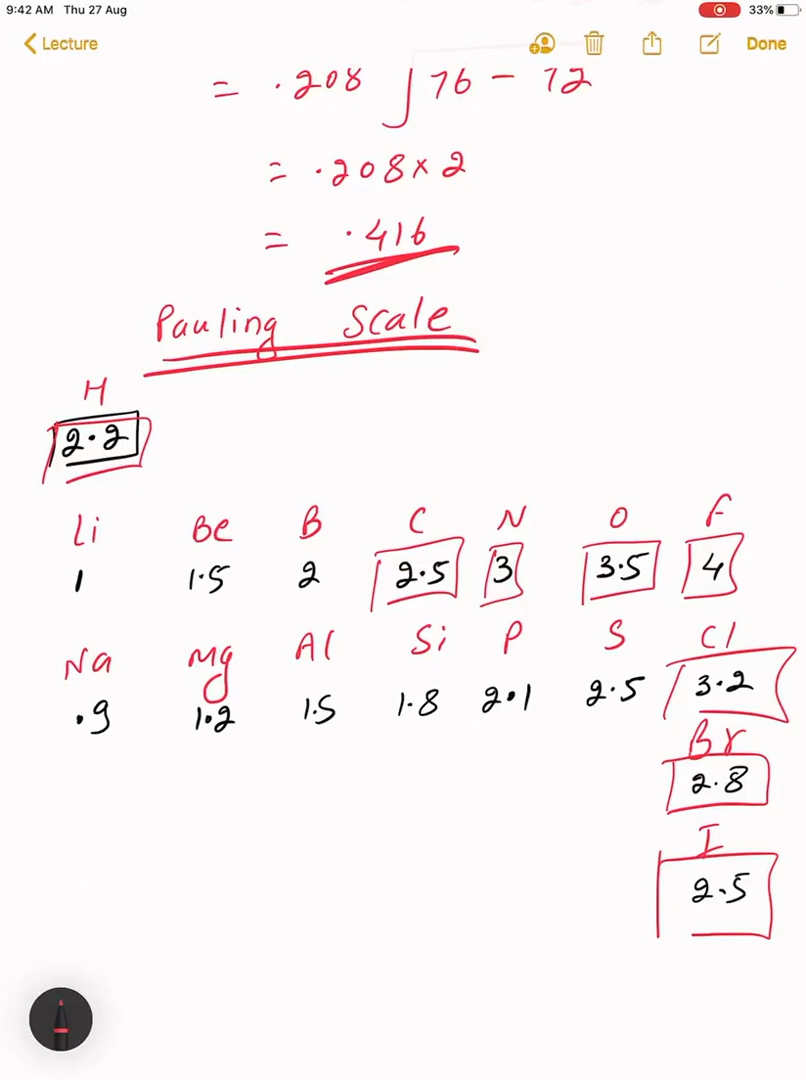 9:42 AM Thu 27 Aug 33%
Lecture Done
= .208 √76 - 72
= .208 × 2
= .416
Pauling Scale
H
2.2
Li Be B C N O F
1 1.5 2 2.5 3 3.5 4
Na Mg Al Si P S Cl
.9 1.2 1.5 1.8 2.1 2.5 3.2
Br
2.8
I
2.5